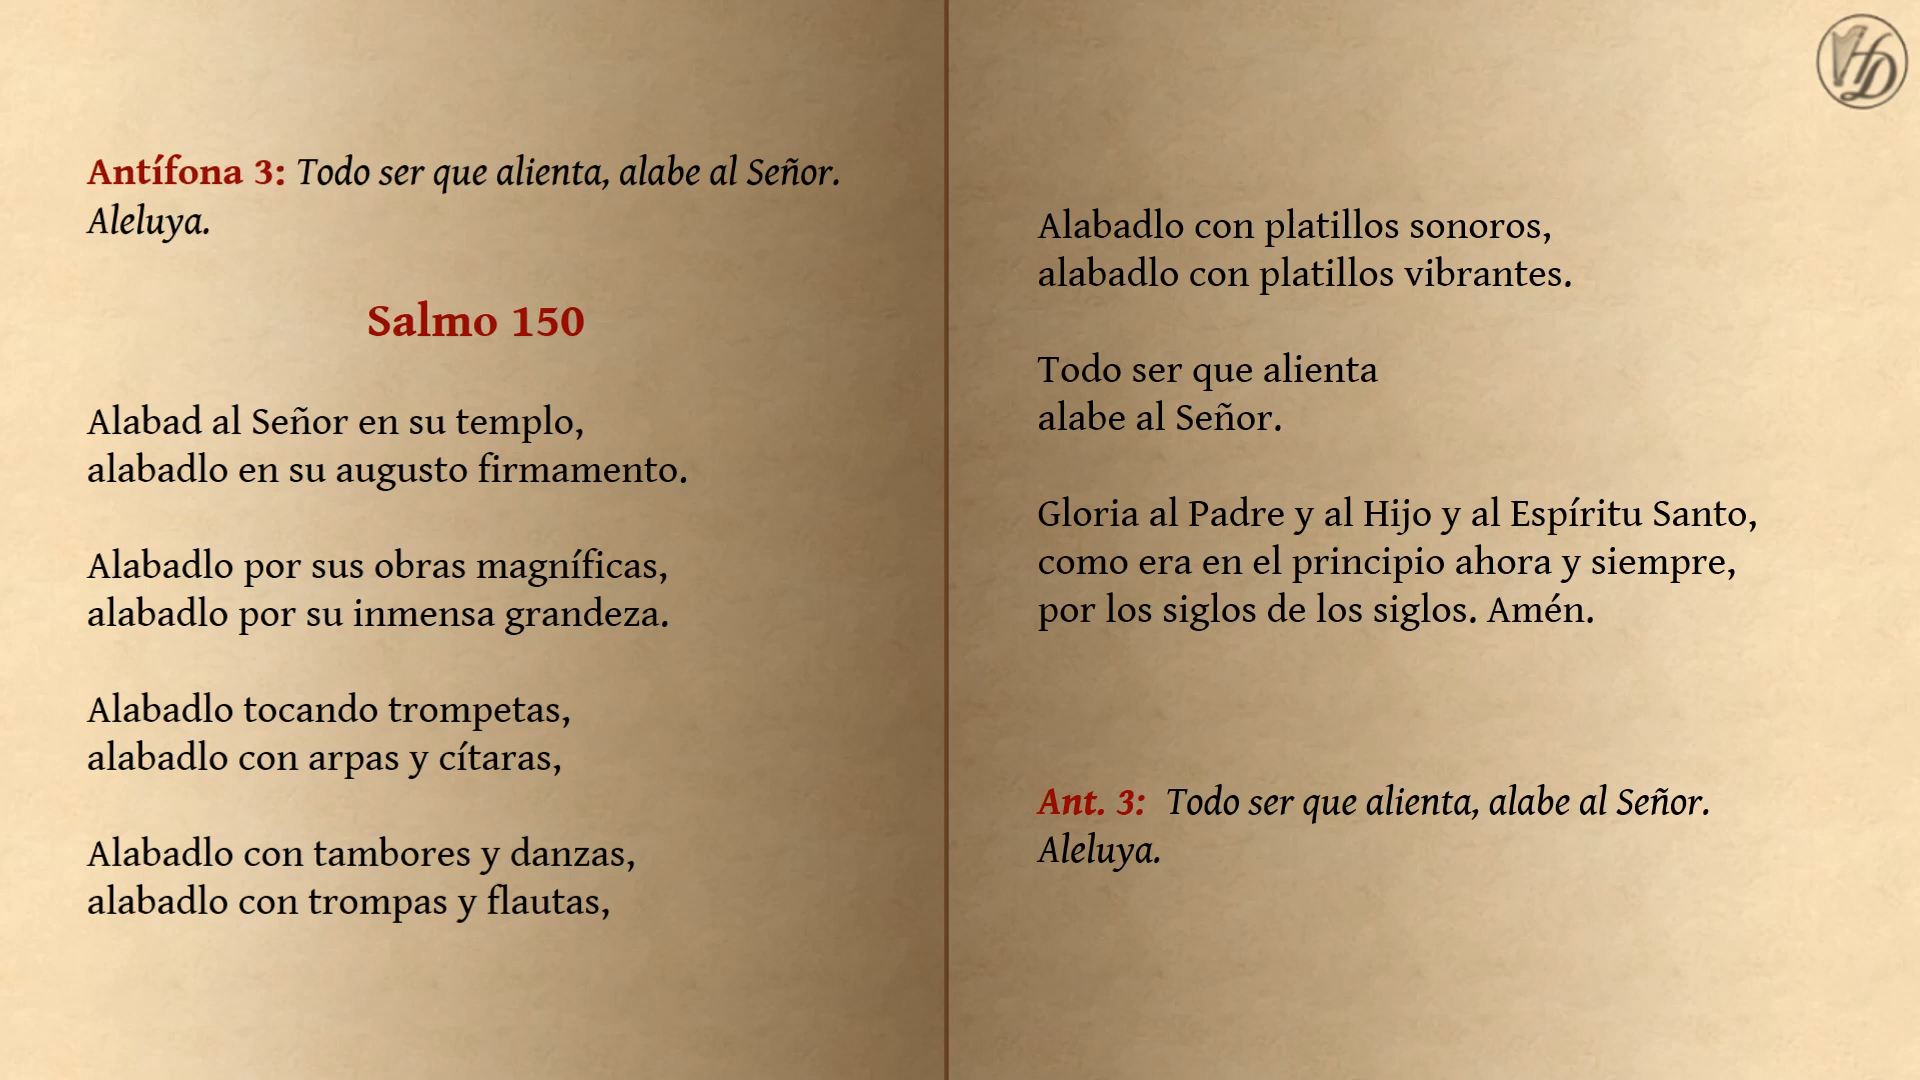 Antífona 3: Todo ser que alienta, alabe al Señor.
Aleluya.
Salmo 150
Alabad al Señor en su templo,
alabadlo en su augusto firmamento.
Alabadlo por sus obras magníficas,
alabadlo por su inmensa grandeza.
Alabadlo tocando trompetas,
alabadlo con arpas y cítaras,
Alabadlo con tambores y danzas,
alabadlo con trompas y flautas,
HD
Alabadlo con platillos sonoros,
alabadlo con platillos vibrantes.
Todo ser que alienta
alabe al Señor.
Gloria al Padre y al Hijo y al Espíritu Santo,
como era en el principio ahora y siempre,
por los siglos de los siglos. Amén.
Ant. 3: Todo ser que alienta, alabe al Señor.
Aleluya.